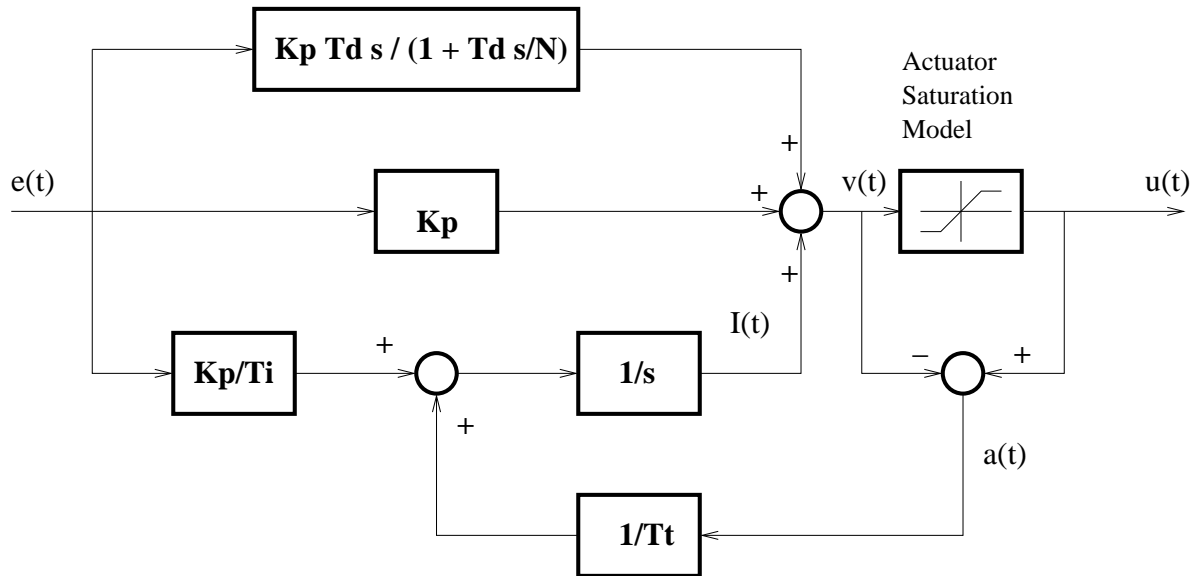 Kp Td s / (1 + Td s/N)
Actuator
Saturation
Model
+
e(t)
Kp
+
v(t)
u(t)
+
I(t)
Kp/Ti
+
1/s
−
+
+
a(t)
1/Tt